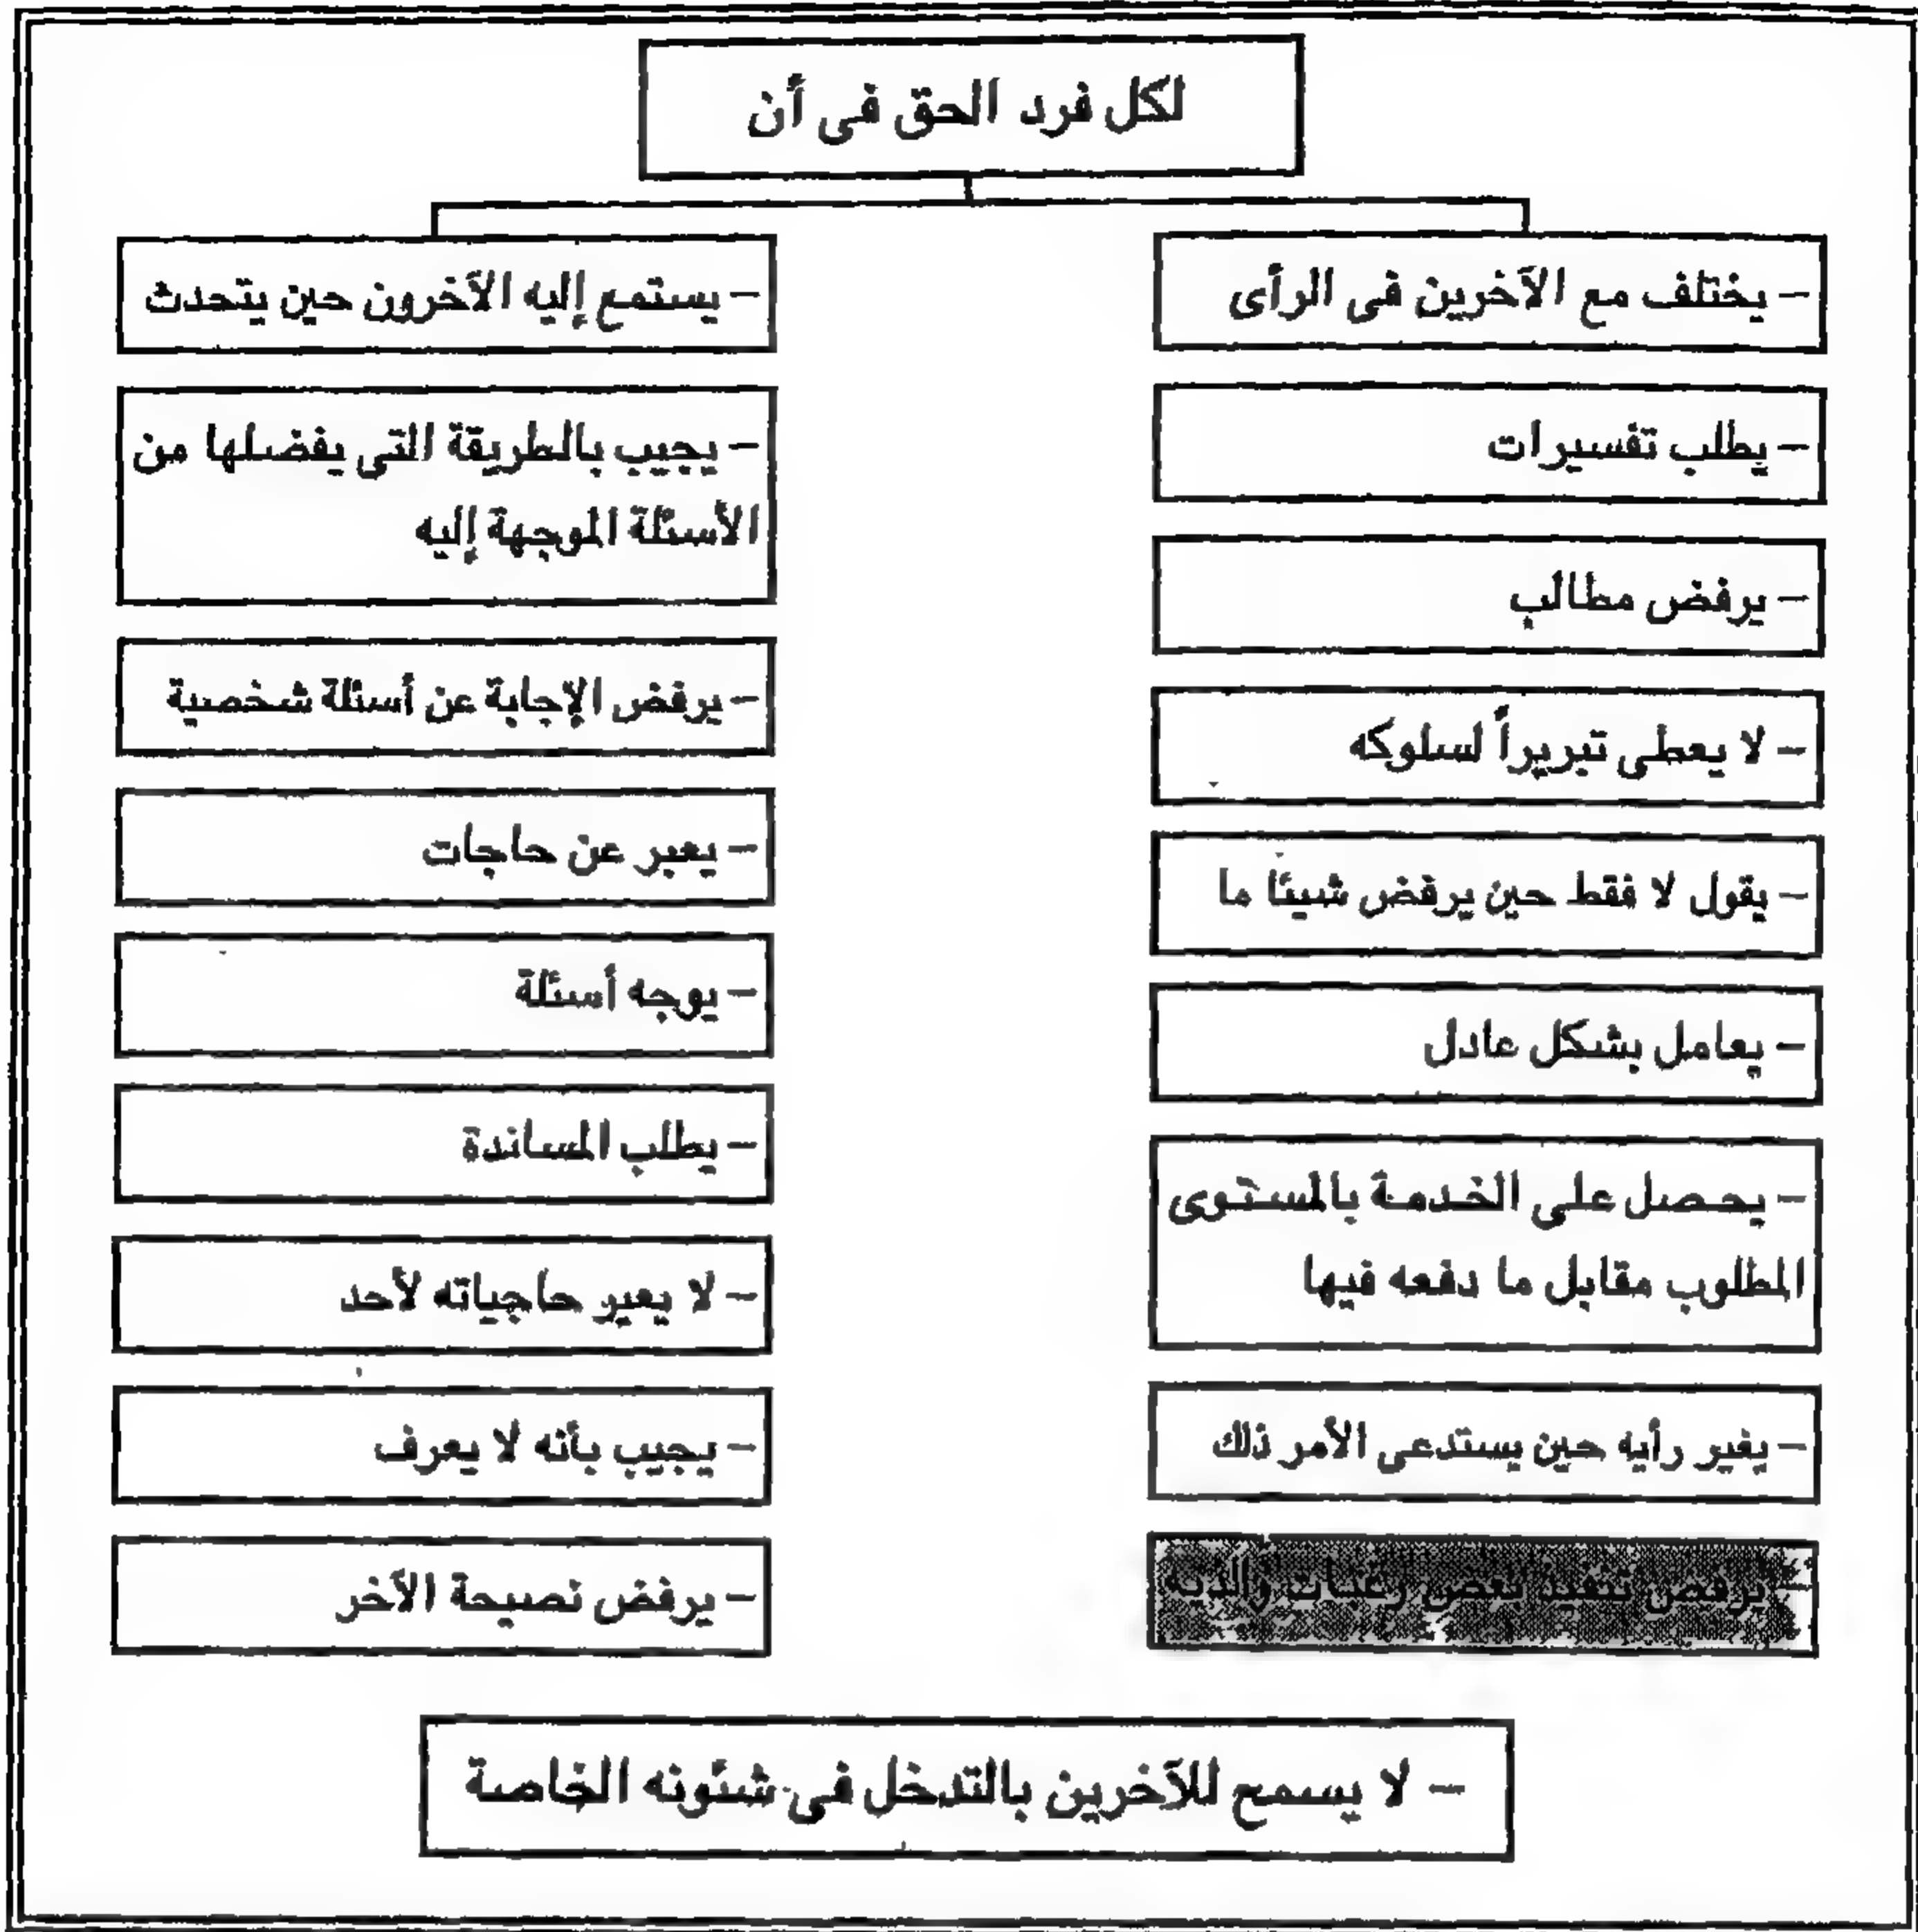 لكل فرد الحق فى أن
– يختلف مع الآخرين فى الرأى
– يطلب تفسيرات
– يرفض مطالب
– لا يعطى تبريراً لسلوكه
– يقول لا فقط حين يرفض شيئا ما
– يعامل بشكل عادل
– يحصل على الخدمة بالمستوى
المطلوب مقابل ما دفعه فيها
– يغير رأيه حين يستدعى الأمر ذلك
– يرفض تنفيذ بعض رغبات والديه
– يستمع إليه الآخرون حين يتحدث
– يجيب بالطريقة التى يفضلها من
الأسئلة الموجهة إليه
– يرفض الإجابة عن أسئلة شخصية
– يعبر عن حاجات
– يوجه أسئلة
– يطلب المساندة
– لا يعير حاجياته لأحد
– يجيب بأنه لا يعرف
– يرفض نصيحة الآخر
– لا يسمع للآخرين بالتدخل فى شئونه الخاصة